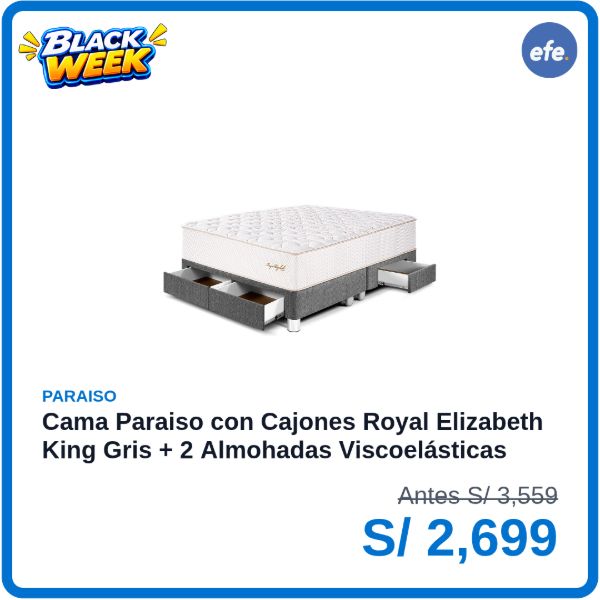 BLACK
WEEK
efe.
PARAISO
Cama Paraiso con Cajones Royal Elizabeth
King Gris + 2 Almohadas Viscoelásticas
Antes S/ 3,559
S/ 2,699